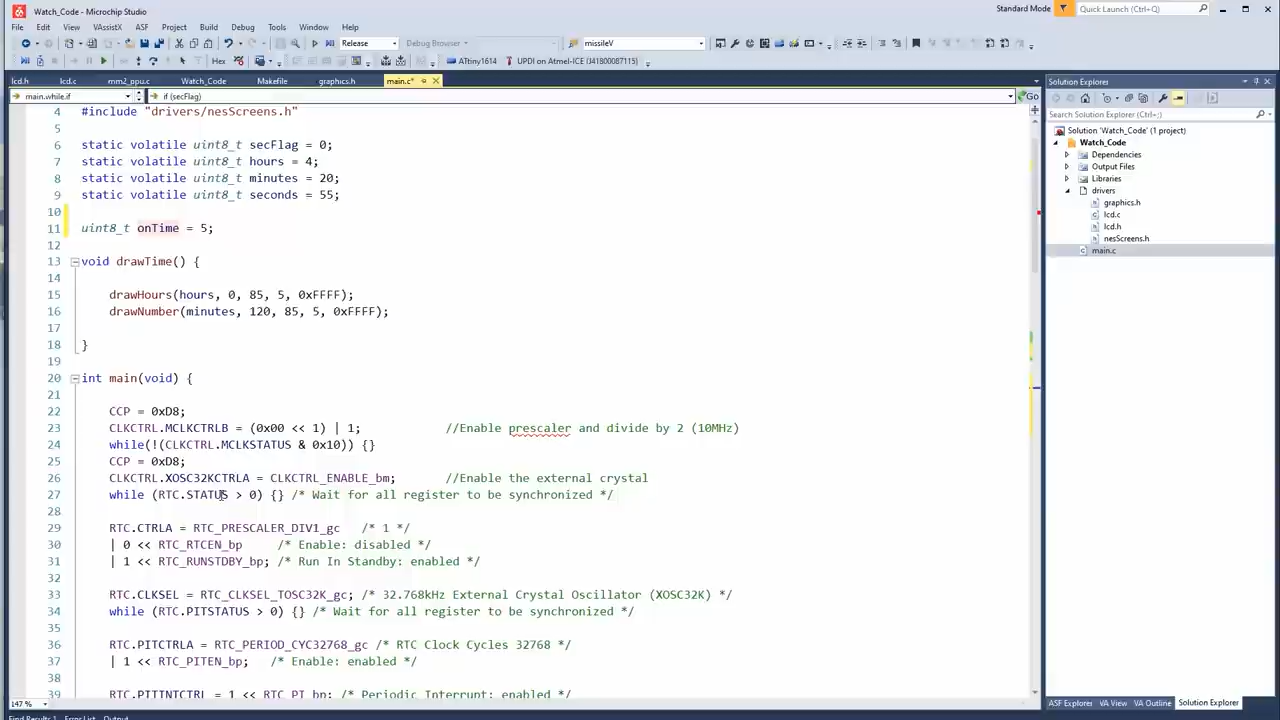 Watch_Code - Microchip Studio
Standard Mode
Quick Launch (Ctrl+Q)
File Edit View VAssistX ASF Project Build Debug Tools Window Help
Release
Debug Browser
missileV
Hex
ATtiny1614
UPDI on Atmel-ICE (J41800087115)
lcd.h lcd.c mm2_ppu.c Watch_Code Makefile graphics.h main.c*
main.while.if
if (secFlag)
Go
4 #include "drivers/nesScreens.h"
5
6 static volatile uint8_t secFlag = 0;
7 static volatile uint8_t hours = 4;
8 static volatile uint8_t minutes = 20;
9 static volatile uint8_t seconds = 55;
10
11 uint8_t onTime = 5;
12
13 void drawTime() {
14
15 drawHours(hours, 0, 85, 5, 0xFFFF);
16 drawNumber(minutes, 120, 85, 5, 0xFFFF);
17
18 }
19
20 int main(void) {
21
22 CCP = 0xD8;
23 CLKCTRL.MCLKCTRLB = (0x00 << 1) | 1; //Enable prescaler and divide by 2 (10MHz)
24 while(!(CLKCTRL.MCLKSTATUS & 0x10)) {}
25 CCP = 0xD8;
26 CLKCTRL.XOSC32KCTRLA = CLKCTRL_ENABLE_bm; //Enable the external crystal
27 while (RTC.STATUS > 0) {} /* Wait for all register to be synchronized */
28
29 RTC.CTRLA = RTC_PRESCALER_DIV1_gc /* 1 */
30 | 0 << RTC_RTCEN_bp /* Enable: disabled */
31 | 1 << RTC_RUNSTDBY_bp; /* Run In Standby: enabled */
32
33 RTC.CLKSEL = RTC_CLKSEL_TOSC32K_gc; /* 32.768kHz External Crystal Oscillator (XOSC32K) */
34 while (RTC.PITSTATUS > 0) {} /* Wait for all register to be synchronized */
35
36 RTC.PITCTRLA = RTC_PERIOD_CYC32768_gc /* RTC Clock Cycles 32768 */
37 | 1 << RTC_PITEN_bp; /* Enable: enabled */
38
39 RTC.PITINTCTRL = 1 << RTC_PI_bp; /* Periodic Interrupt: enabled */
147 %
Find Results 1 Error List Output
Solution Explorer
Search Solution Explorer (Ctrl+;)
Solution 'Watch_Code' (1 project)
Watch_Code
Dependencies
Output Files
Libraries
drivers
graphics.h
lcd.c
lcd.h
nesScreens.h
main.c
ASF Explorer VA View VA Outline Solution Explorer